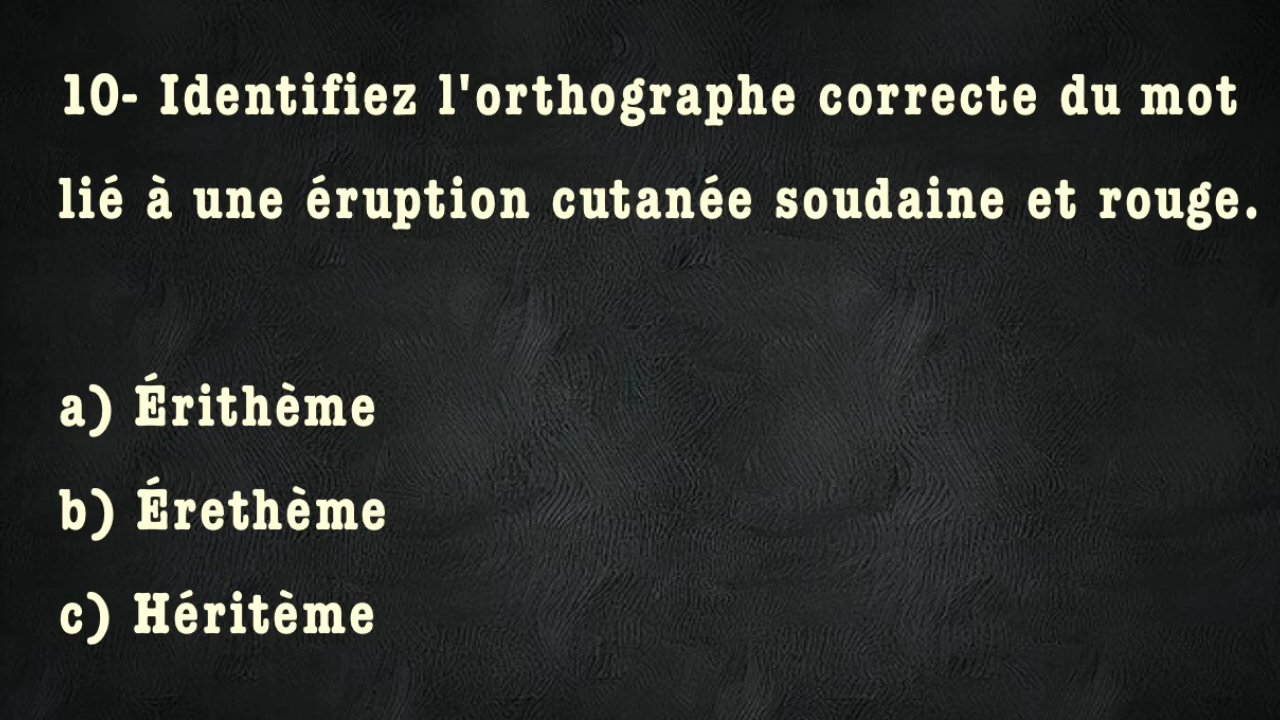 10- Identifiez l'orthographe correcte du mot
lié à une éruption cutanée soudaine et rouge.
a) Érithème
b) Érethème
c) Héritème